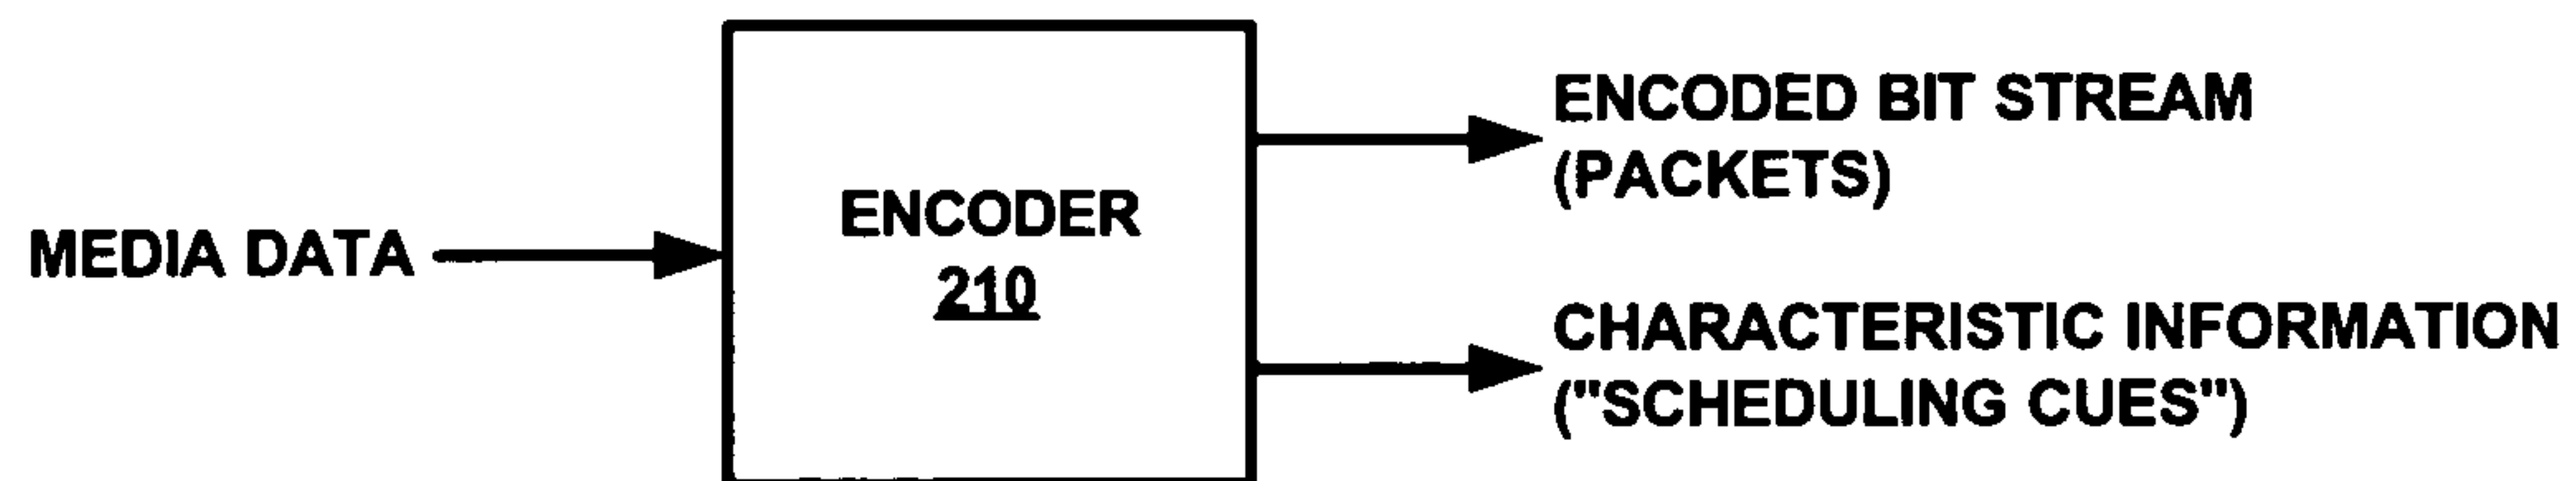 MEDIA DATA
ENCODER
210
ENCODED BIT STREAM
(PACKETS)
CHARACTERISTIC INFORMATION
("SCHEDULING CUES")